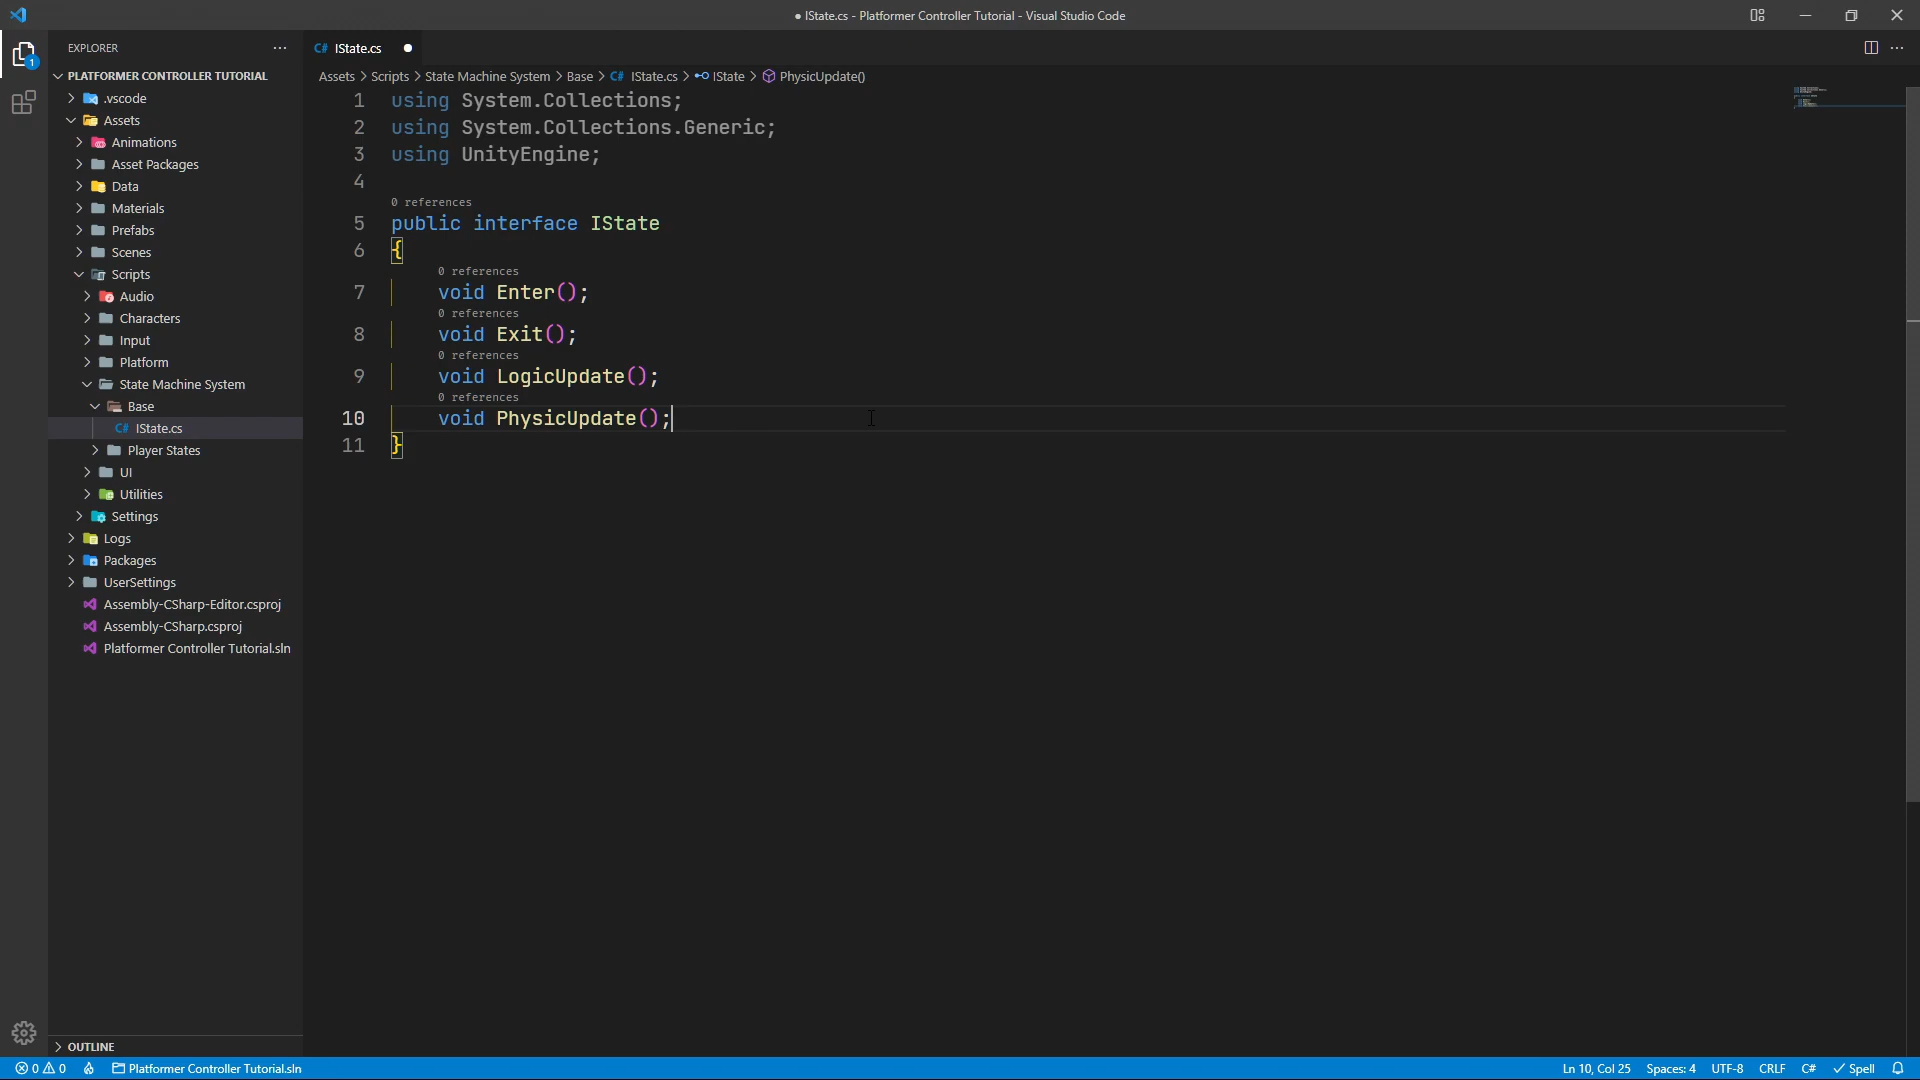 ● IState.cs - Platformer Controller Tutorial - Visual Studio Code
EXPLORER
C# IState.cs ●
PLATFORMER CONTROLLER TUTORIAL
Assets > Scripts > State Machine System > Base > C# IState.cs > IState > PhysicUpdate()
.vscode
Assets
Animations
Asset Packages
Data
Materials
Prefabs
Scenes
Scripts
Audio
Characters
Input
Platform
State Machine System
Base
C# IState.cs
Player States
UI
Utilities
Settings
Logs
Packages
UserSettings
Assembly-CSharp-Editor.csproj
Assembly-CSharp.csproj
Platformer Controller Tutorial.sln
OUTLINE
1
1 using System.Collections;
2 using System.Collections.Generic;
3 using UnityEngine;
4
0 references
5 public interface IState
6 {
0 references
7 void Enter();
0 references
8 void Exit();
0 references
9 void LogicUpdate();
0 references
10 void PhysicUpdate();
11 }
0 0 Platformer Controller Tutorial.sln Ln 10, Col 25 Spaces: 4 UTF-8 CRLF C# Spell